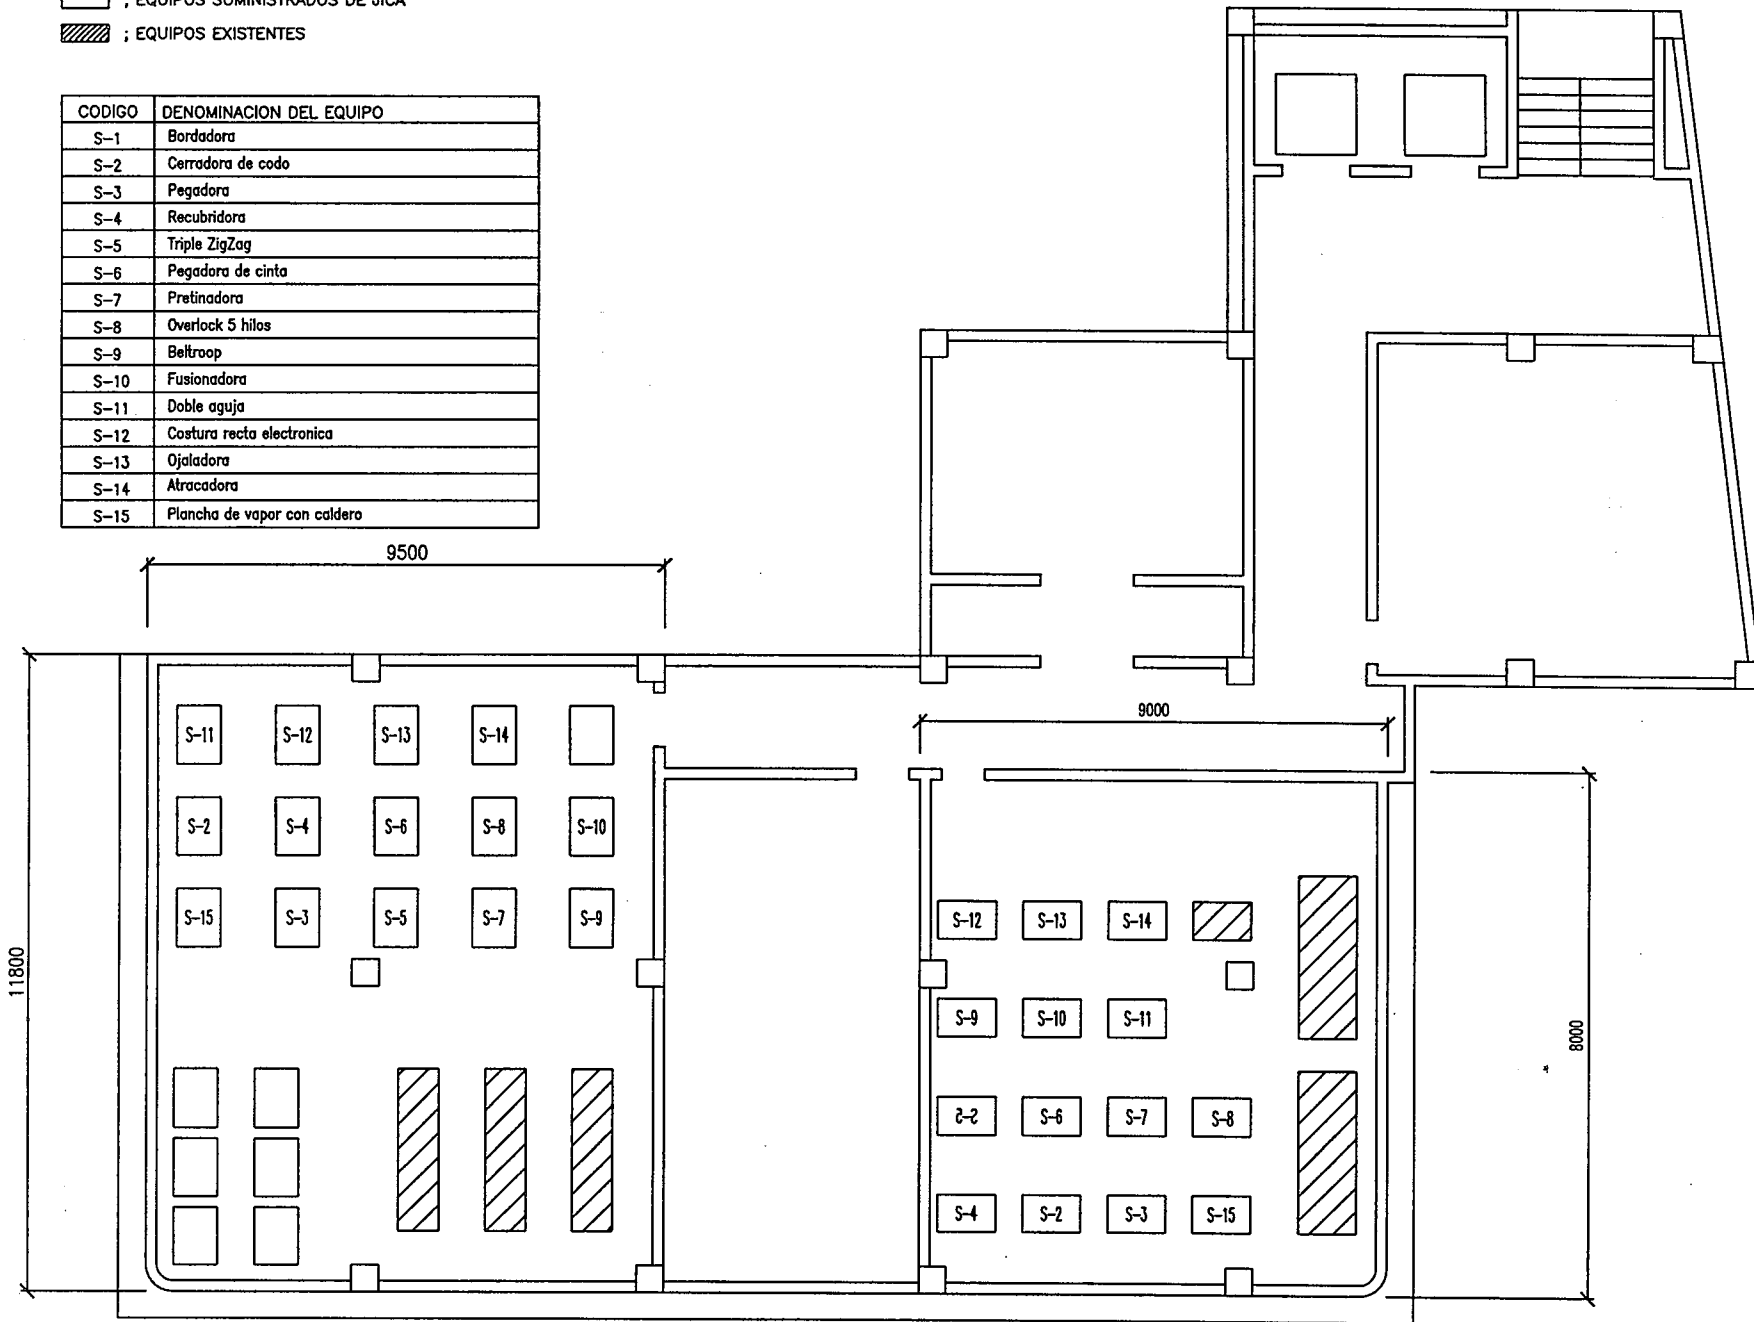 ; EQUIPOS SUMINISTRADOS DE JICA
; EQUIPOS EXISTENTES
CODIGO DENOMINACION DEL EQUIPO
S-1 Bordadora
S-2 Cerradora de codo
S-3 Pegadora
S-4 Recubridora
S-5 Triple ZigZag
S-6 Pegadora de cinta
S-7 Pretinadora
S-8 Overlock 5 hilos
S-9 Beltroop
S-10 Fusionadora
S-11 Doble aguja
S-12 Costura recta electronica
S-13 Ojaladora
S-14 Atracadora
S-15 Plancha de vapor con caldero
9500
9000
11800
8000
S-11 S-12 S-13 S-14
S-2 S-4 S-6 S-8 S-10
S-15 S-3 S-5 S-7 S-9
S-12 S-13 S-14
S-9 S-10 S-11
S-6 S-7 S-8
S-4 S-2 S-3 S-15